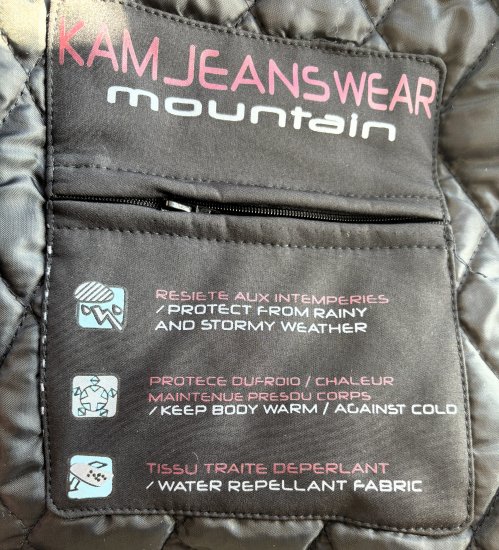 KAM JEANSWEAR
mountain
RESIETE AUX INTEMPERIES
/PROTECT FROM RAINY
AND STORMY WEATHER
PROTECE DUFROID / CHALEUR
MAINTENUE PRESDU CORPS
/ KEEP BODY WARM / AGAINST COLD
TISSU TRAITE DEPERLANT
/WATER REPELLANT FABRIC